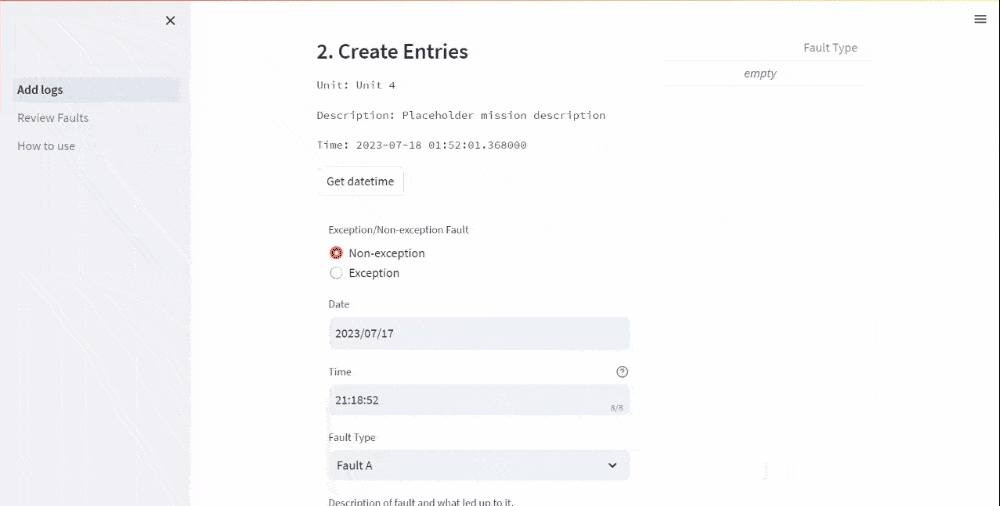 Add logs
Review Faults
How to use
2. Create Entries
Unit: Unit 4
Description: Placeholder mission description
Time: 2023-07-18 01:52:01.368000
Get datetime
Exception/Non-exception Fault
Non-exception
Exception
Date
2023/07/17
Time
21:18:52
8/8
Fault Type
Fault A
Description of fault and what led up to it.
Fault Type
empty